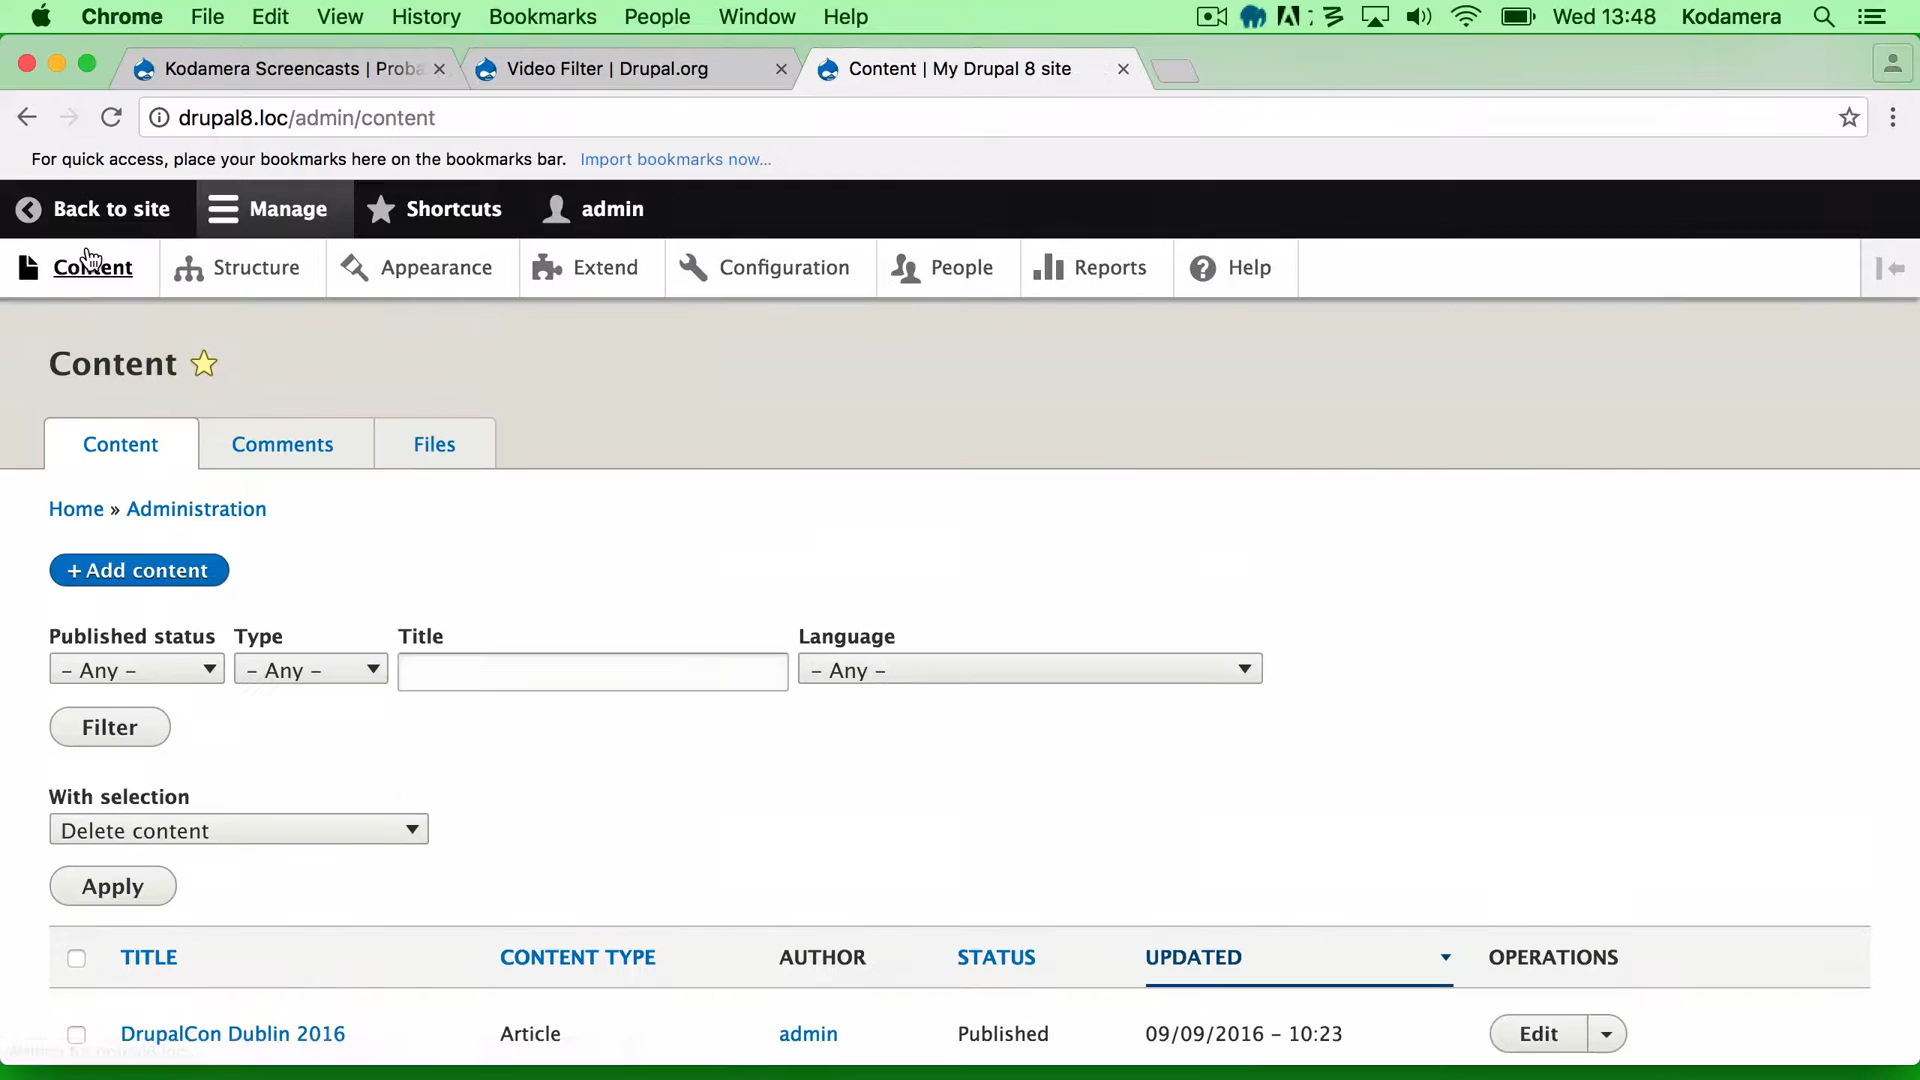 Chrome File Edit View History Bookmarks People Window Help Wed 13:48 Kodamera
Kodamera Screencasts | Proba Video Filter | Drupal.org Content | My Drupal 8 site
drupal8.loc/admin/content
For quick access, place your bookmarks here on the bookmarks bar. Import bookmarks now...
Back to site Manage Shortcuts admin
Content Structure Appearance Extend Configuration People Reports Help
Content
Content Comments Files
Home » Administration
+ Add content
Published status Type Title Language
– Any – – Any – – Any –
Filter
With selection
Delete content
Apply
TITLE CONTENT TYPE AUTHOR STATUS UPDATED OPERATIONS
DrupalCon Dublin 2016 Article admin Published 09/09/2016 – 10:23 Edit